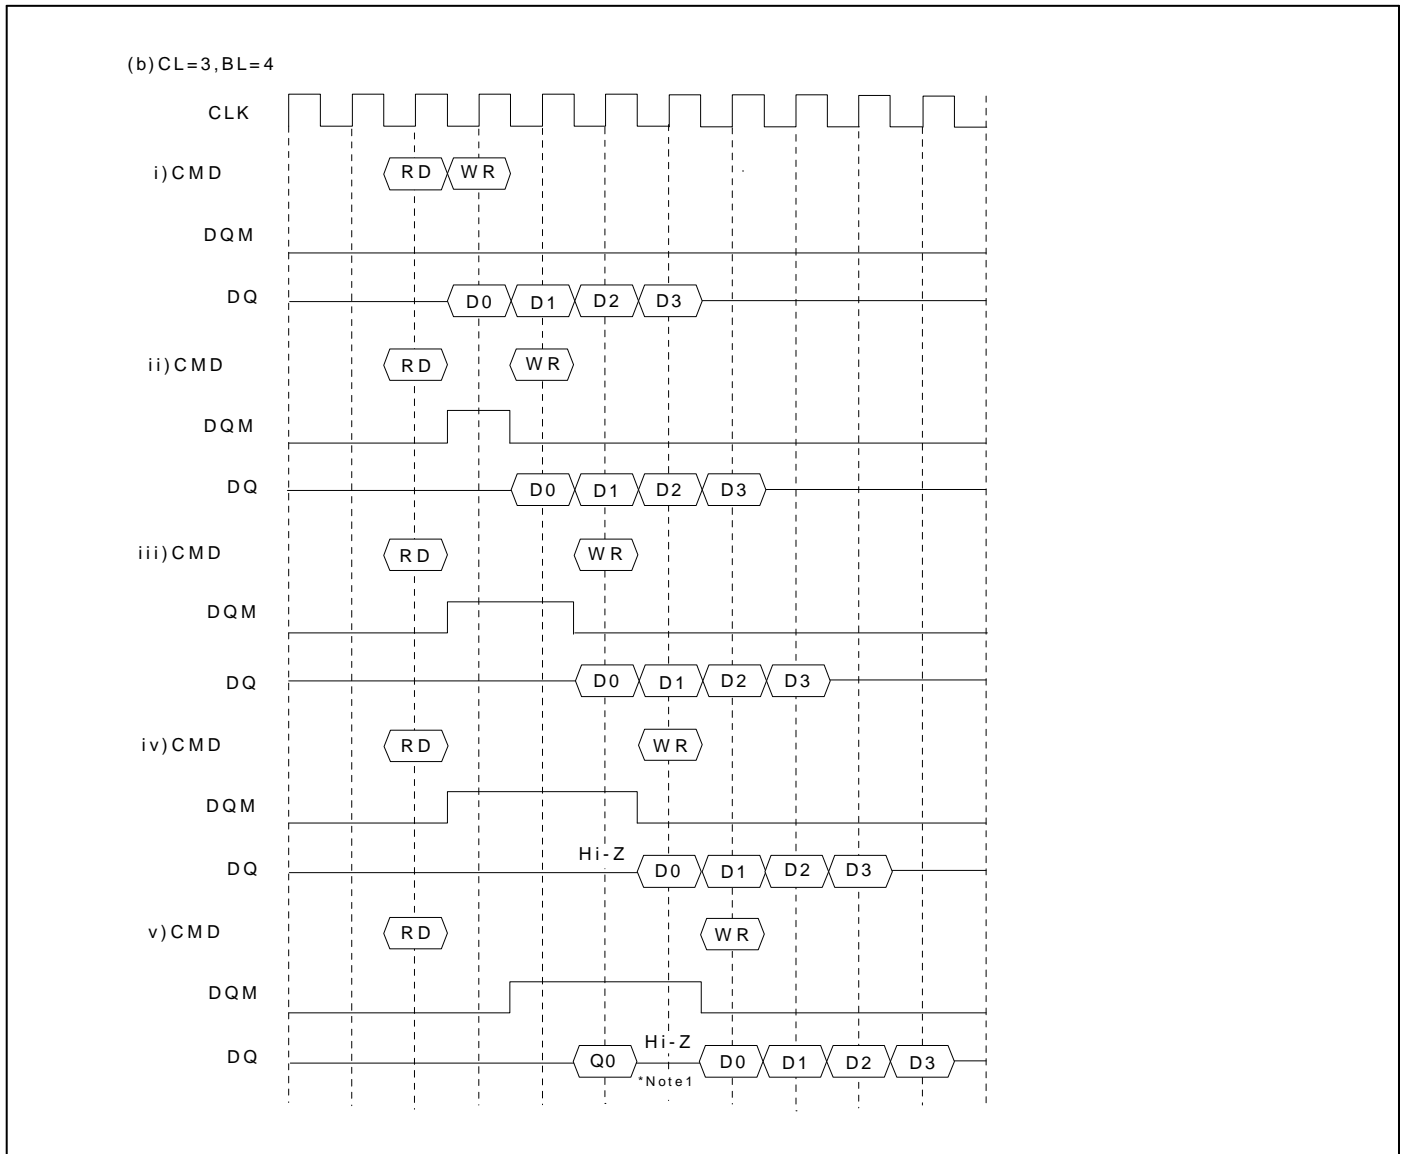 (b)CL=3,BL=4
CLK
i)CMD RD WR
DQM
DQ D0 D1 D2 D3
ii)CMD RD WR
DQM
DQ D0 D1 D2 D3
iii)CMD RD WR
DQM
DQ D0 D1 D2 D3
iv)CMD RD WR
DQM
Hi-Z
DQ D0 D1 D2 D3
v)CMD RD WR
DQM
Hi-Z
DQ Q0 D0 D1 D2 D3
*Note1